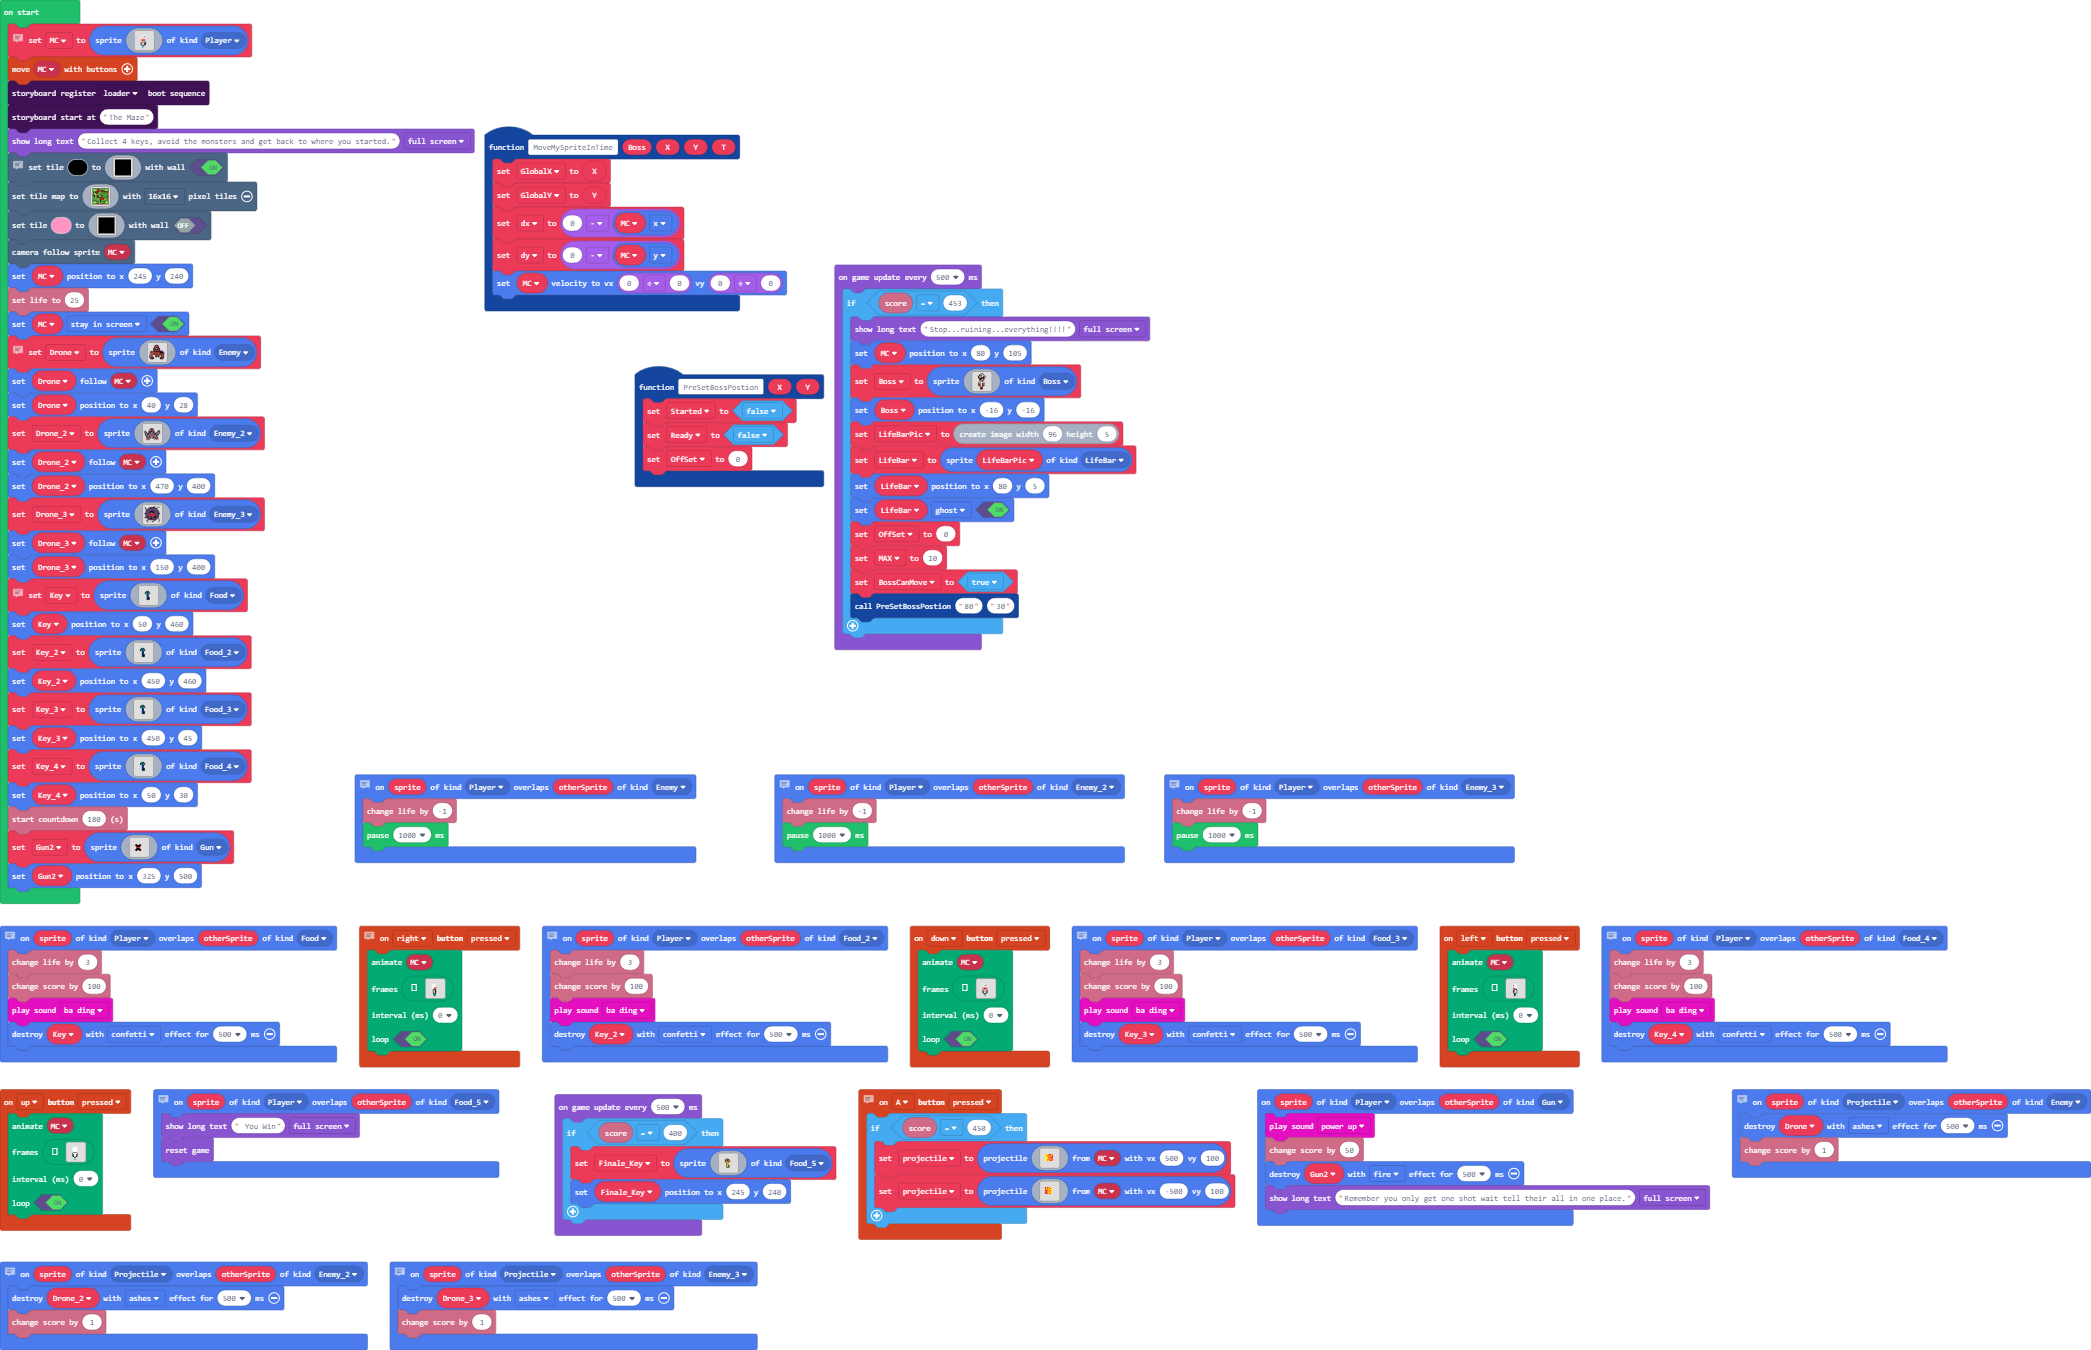 on start
set MC to sprite of kind Player
move MC with buttons
storyboard register loader boot sequence
storyboard start at "The Maze"
show long text "Collect 4 keys, avoid the monsters and get back to where you started." full screen
set tile to with wall ON
set tile map to with 16x16 pixel tiles
set tile to with wall OFF
camera follow sprite MC
set MC position to x 245 y 240
set life to 25
set MC stay in screen ON
set Drone to sprite of kind Enemy
set Drone follow MC
set Drone position to x 40 y 28
set Drone_2 to sprite of kind Enemy_2
set Drone_2 follow MC
set Drone_2 position to x 470 y 400
set Drone_3 to sprite of kind Enemy_3
set Drone_3 follow MC
set Drone_3 position to x 150 y 400
set Key to sprite of kind Food
set Key position to x 50 y 460
set Key_2 to sprite of kind Food_2
set Key_2 position to x 450 y 460
set Key_3 to sprite of kind Food_3
set Key_3 position to x 450 y 45
set Key_4 to sprite of kind Food_4
set Key_4 position to x 50 y 30
start countdown 180 (s)
set Gun2 to sprite of kind Gun
set Gun2 position to x 325 y 500
function MoveMySpriteInTime Boss X Y T
set GlobalX to X
set GlobalY to Y
set dx to 0 - MC x
set dy to 0 - MC y
set MC velocity to vx 0 ÷ 0 vy 0 ÷ 0
function PreSetBossPostion X Y
set Started to false
set Ready to false
set OffSet to 0
on game update every 500 ms
if score = 453 then
show long text "Stop...ruining...everything!!!!" full screen
set MC position to x 80 y 105
set Boss to sprite of kind Boss
set Boss position to x -16 y -16
set LifeBarPic to create image width 96 height 5
set LifeBar to sprite LifeBarPic of kind LifeBar
set LifeBar position to x 80 y 5
set LifeBar ghost ON
set OffSet to 0
set MAX to 10
set BossCanMove to true
call PreSetBossPostion "80" "30"
on sprite of kind Player overlaps otherSprite of kind Enemy
change life by -1
pause 1000 ms
on sprite of kind Player overlaps otherSprite of kind Enemy_2
change life by -1
pause 1000 ms
on sprite of kind Player overlaps otherSprite of kind Enemy_3
change life by -1
pause 1000 ms
on sprite of kind Player overlaps otherSprite of kind Food
change life by 3
change score by 100
play sound ba ding
destroy Key with confetti effect for 500 ms
on right button pressed
animate MC
frames
interval (ms) 0
loop ON
on sprite of kind Player overlaps otherSprite of kind Food_2
change life by 3
change score by 100
play sound ba ding
destroy Key_2 with confetti effect for 500 ms
on down button pressed
animate MC
frames
interval (ms) 0
loop ON
on sprite of kind Player overlaps otherSprite of kind Food_3
change life by 3
change score by 100
play sound ba ding
destroy Key_3 with confetti effect for 500 ms
on left button pressed
animate MC
frames
interval (ms) 0
loop ON
on sprite of kind Player overlaps otherSprite of kind Food_4
change life by 3
change score by 100
play sound ba ding
destroy Key_4 with confetti effect for 500 ms
on up button pressed
animate MC
frames
interval (ms) 0
loop ON
on sprite of kind Player overlaps otherSprite of kind Food_5
show long text " You Win" full screen
reset game
on game update every 500 ms
if score = 400 then
set Finale_Key to sprite of kind Food_5
set Finale_Key position to x 245 y 240
on A button pressed
if score = 450 then
set projectile to projectile from MC with vx 500 vy 100
set projectile to projectile from MC with vx -500 vy 100
on sprite of kind Player overlaps otherSprite of kind Gun
play sound power up
change score by 50
destroy Gun2 with fire effect for 500 ms
show long text "Remember you only get one shot wait tell their all in one place." full screen
on sprite of kind Projectile overlaps otherSprite of kind Enemy
destroy Drone with ashes effect for 500 ms
change score by 1
on sprite of kind Projectile overlaps otherSprite of kind Enemy_2
destroy Drone_2 with ashes effect for 500 ms
change score by 1
on sprite of kind Projectile overlaps otherSprite of kind Enemy_3
destroy Drone_3 with ashes effect for 500 ms
change score by 1